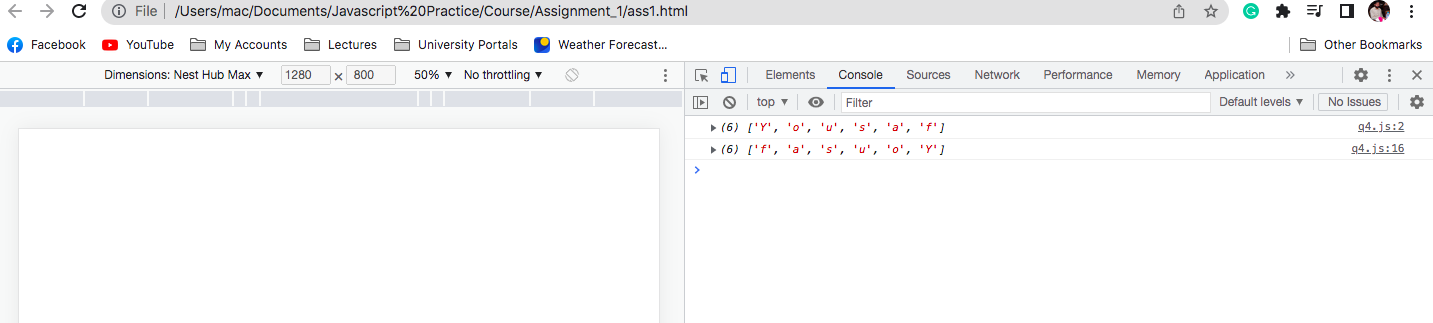 File /Users/mac/Documents/Javascript%20Practice/Course/Assignment_1/ass1.html
Facebook YouTube My Accounts Lectures University Portals Weather Forecast... Other Bookmarks
Dimensions: Nest Hub Max ▼ 1280 × 800 50% ▼ No throttling ▼
Elements Console Sources Network Performance Memory Application »
top ▼ Filter Default levels ▼ No Issues
▶(6) ['Y', 'o', 'u', 's', 'a', 'f'] q4.js:2
▶(6) ['f', 'a', 's', 'u', 'o', 'Y'] q4.js:16
>